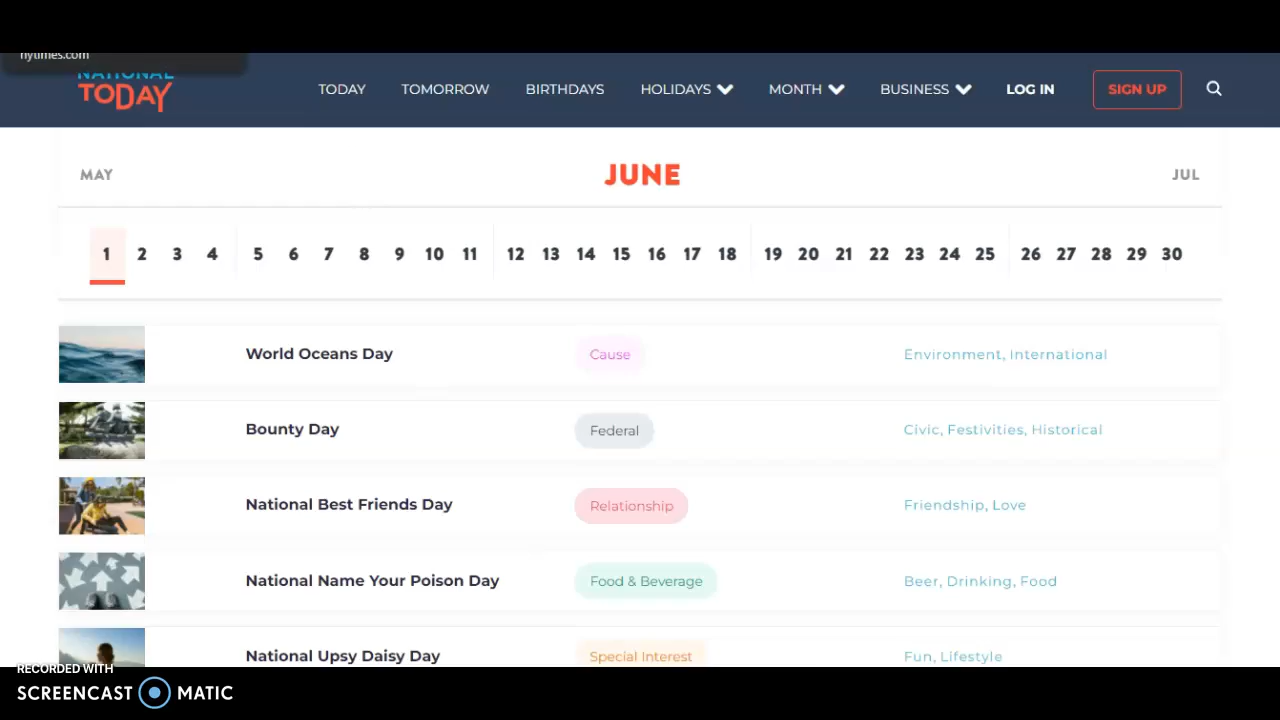 nytimes.com
NATIONAL
TODAY
TODAY TOMORROW BIRTHDAYS HOLIDAYS MONTH BUSINESS LOG IN SIGN UP
MAY JUNE JUL
1 2 3 4 5 6 7 8 9 10 11 12 13 14 15 16 17 18 19 20 21 22 23 24 25 26 27 28 29 30
World Oceans Day Cause Environment, International
Bounty Day Federal Civic, Festivities, Historical
National Best Friends Day Relationship Friendship, Love
National Name Your Poison Day Food & Beverage Beer, Drinking, Food
National Upsy Daisy Day Special Interest Fun, Lifestyle
RECORDED WITH
SCREENCAST MATIC